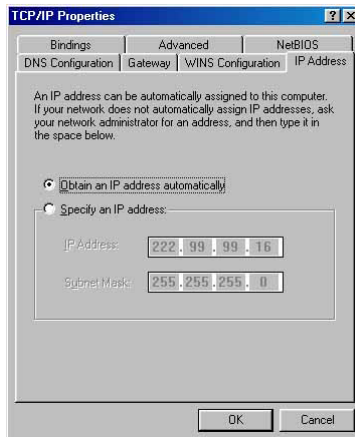 TCP/IP Properties
? ×
Bindings Advanced NetBIOS
DNS Configuration Gateway WINS Configuration IP Address
An IP address can be automatically assigned to this computer.
If your network does not automatically assign IP addresses, ask
your network administrator for an address, and then type it in
the space below.
Obtain an IP address automatically
Specify an IP address:
IP Address: 222 . 99 . 99 . 16
Subnet Mask: 255 . 255 . 255 . 0
OK Cancel